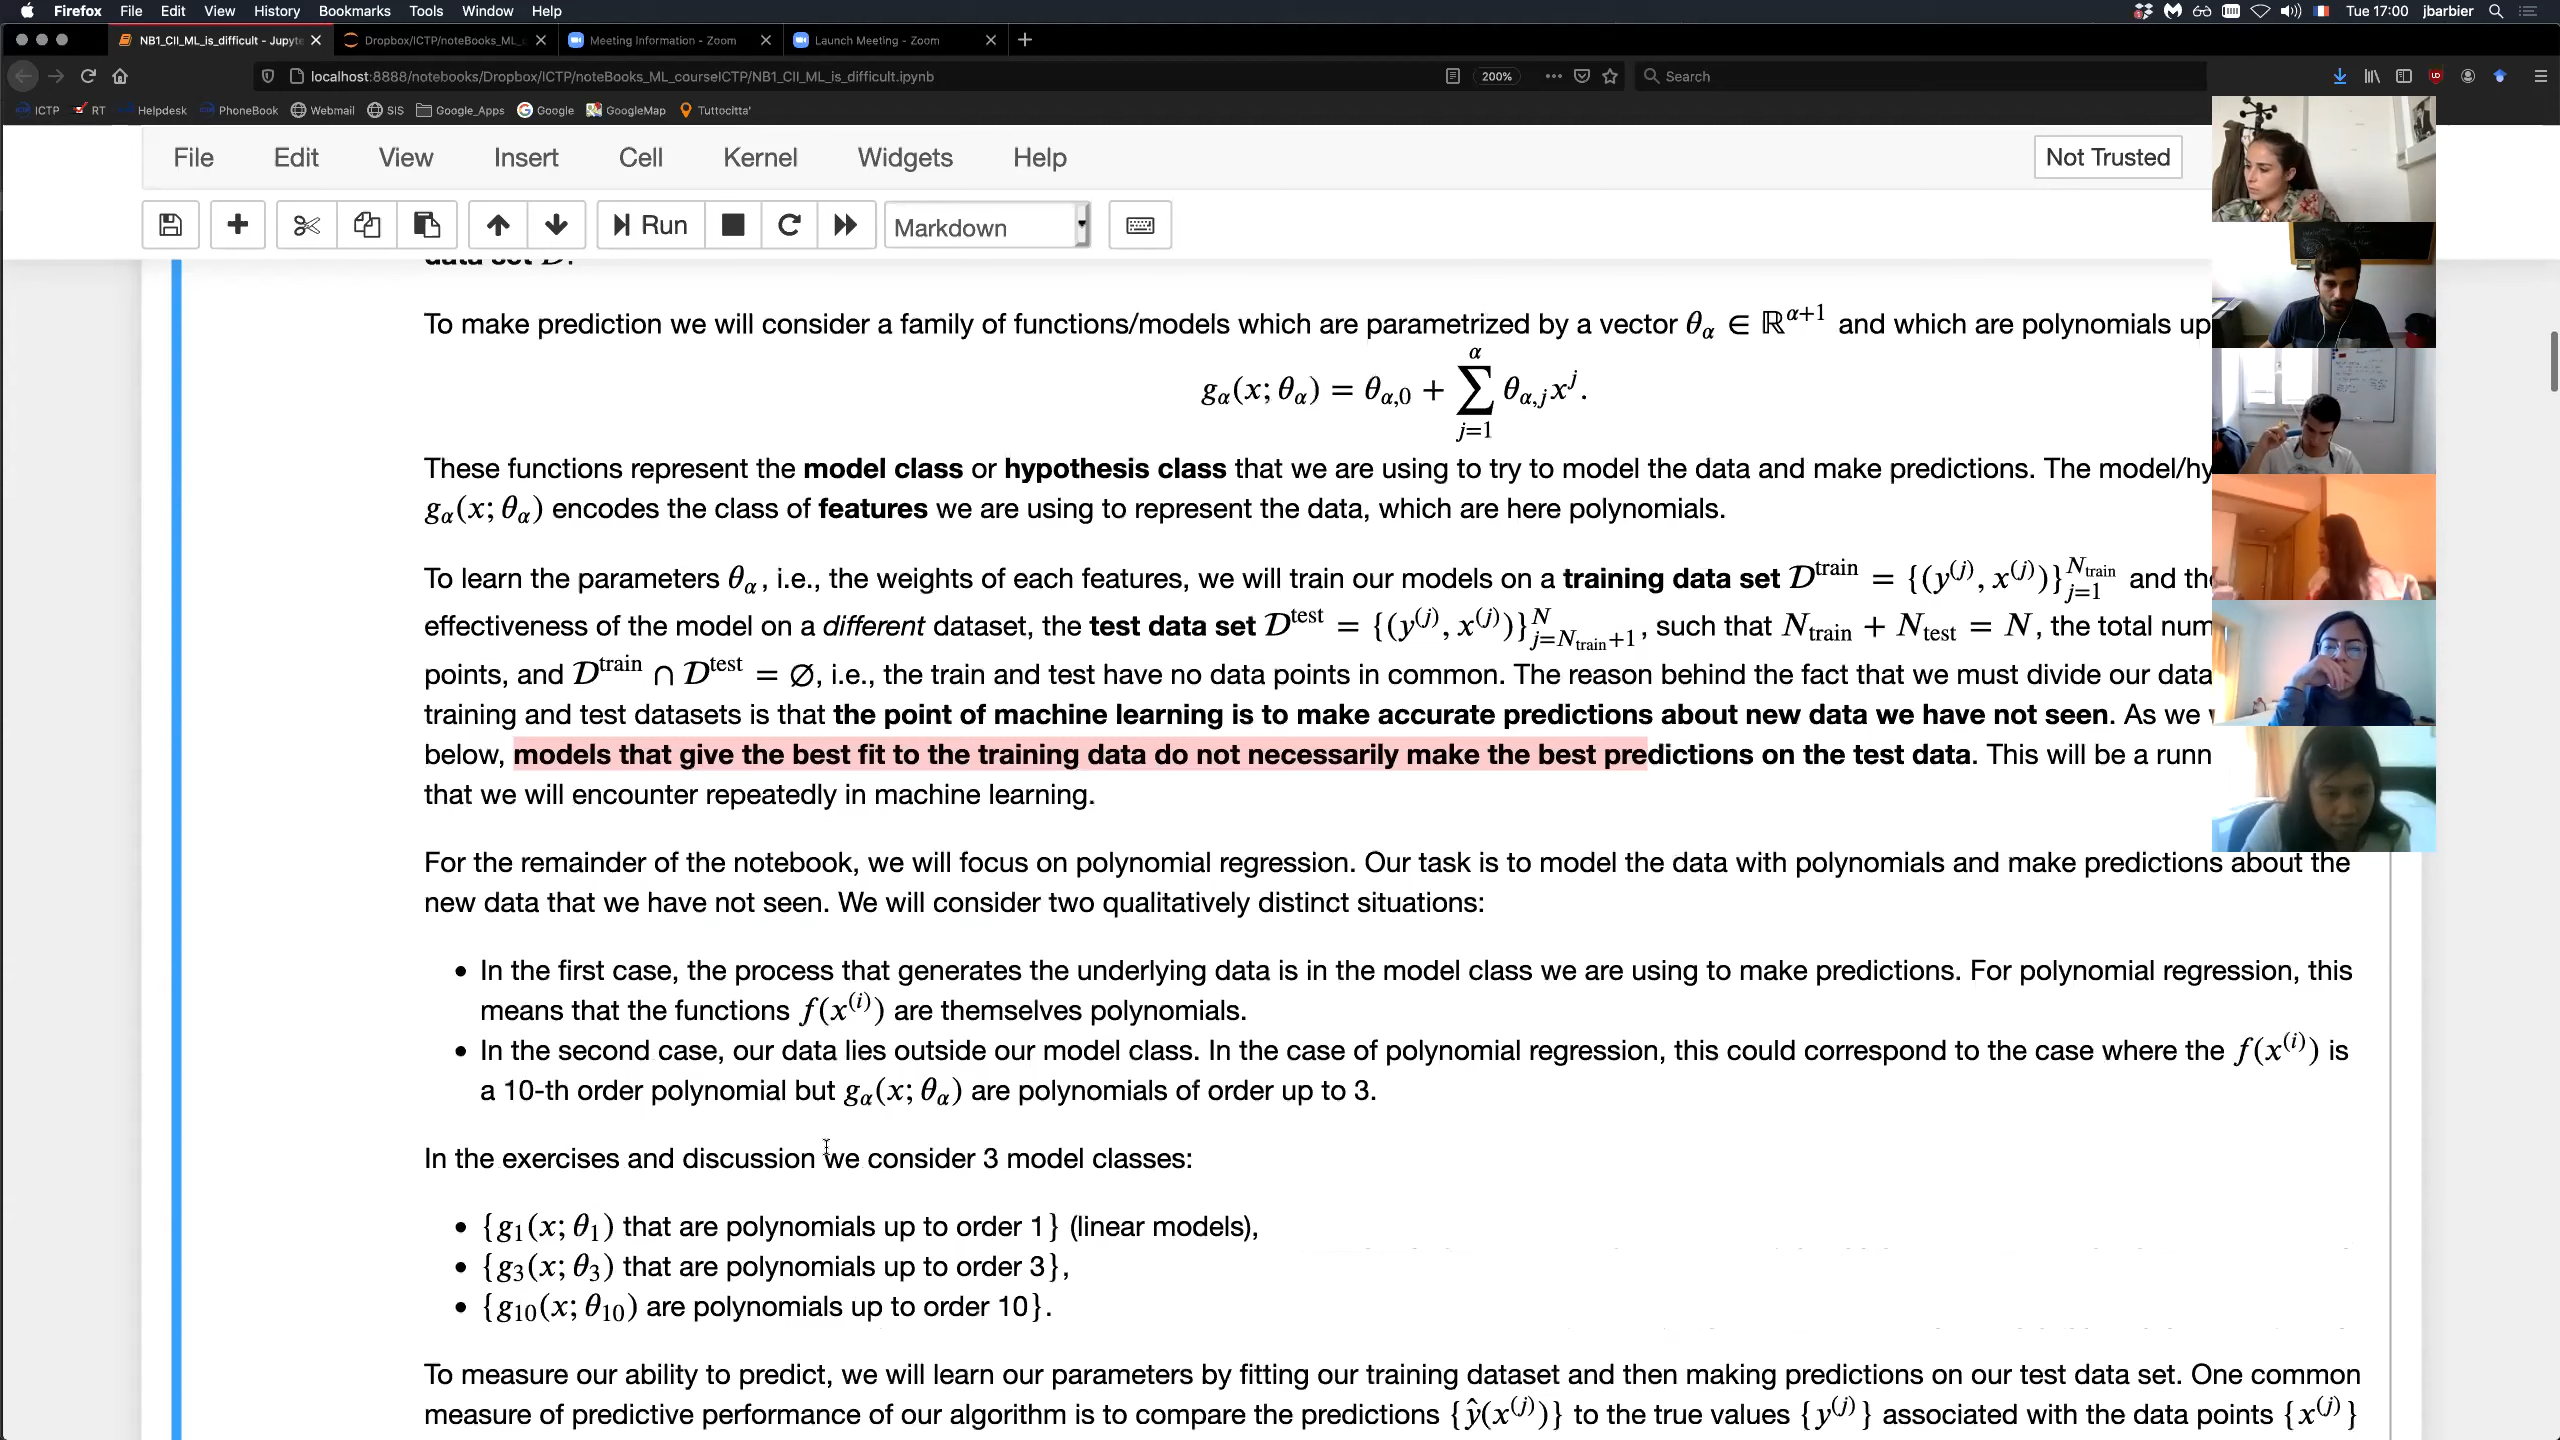 Firefox File Edit View History Bookmarks Tools Window Help Tue 17:00 jbarbier
NB1_CII_ML_is_difficult - Jupyte Dropbox/ICTP/noteBooks_ML_c Meeting Information - Zoom Launch Meeting - Zoom
localhost:8888/notebooks/Dropbox/ICTP/noteBooks_ML_courseICTP/NB1_CII_ML_is_difficult.ipynb 200% Search
ICTP RT Helpdesk PhoneBook Webmail SIS Google_Apps Google GoogleMap Tuttocitta'
File Edit View Insert Cell Kernel Widgets Help Not Trusted
Run Markdown
data set D.
To make prediction we will consider a family of functions/models which are parametrized by a vector θ_α ∈ ℝ^{α+1} and which are polynomials up
g_α(x; θ_α) = θ_{α,0} + ∑_{j=1}^{α} θ_{α,j} x^j.
These functions represent the model class or hypothesis class that we are using to try to model the data and make predictions. The model/hy
g_α(x; θ_α) encodes the class of features we are using to represent the data, which are here polynomials.
To learn the parameters θ_α, i.e., the weights of each features, we will train our models on a training data set D^train = {(y^(j), x^(j))}_{j=1}^{N_train} and th
effectiveness of the model on a different dataset, the test data set D^test = {(y^(j), x^(j))}_{j=N_train+1}^{N}, such that N_train + N_test = N, the total num
points, and D^train ∩ D^test = ∅, i.e., the train and test have no data points in common. The reason behind the fact that we must divide our data
training and test datasets is that the point of machine learning is to make accurate predictions about new data we have not seen. As we
below, models that give the best fit to the training data do not necessarily make the best predictions on the test data. This will be a runn
that we will encounter repeatedly in machine learning.
For the remainder of the notebook, we will focus on polynomial regression. Our task is to model the data with polynomials and make predictions about the
new data that we have not seen. We will consider two qualitatively distinct situations:
• In the first case, the process that generates the underlying data is in the model class we are using to make predictions. For polynomial regression, this
means that the functions f(x^(i)) are themselves polynomials.
• In the second case, our data lies outside our model class. In the case of polynomial regression, this could correspond to the case where the f(x^(i)) is
a 10-th order polynomial but g_α(x; θ_α) are polynomials of order up to 3.
In the exercises and discussion we consider 3 model classes:
• {g_1(x; θ_1) that are polynomials up to order 1} (linear models),
• {g_3(x; θ_3) that are polynomials up to order 3},
• {g_10(x; θ_10) are polynomials up to order 10}.
To measure our ability to predict, we will learn our parameters by fitting our training dataset and then making predictions on our test data set. One common
measure of predictive performance of our algorithm is to compare the predictions {ŷ(x^(j))} to the true values {y^(j)} associated with the data points {x^(j)}